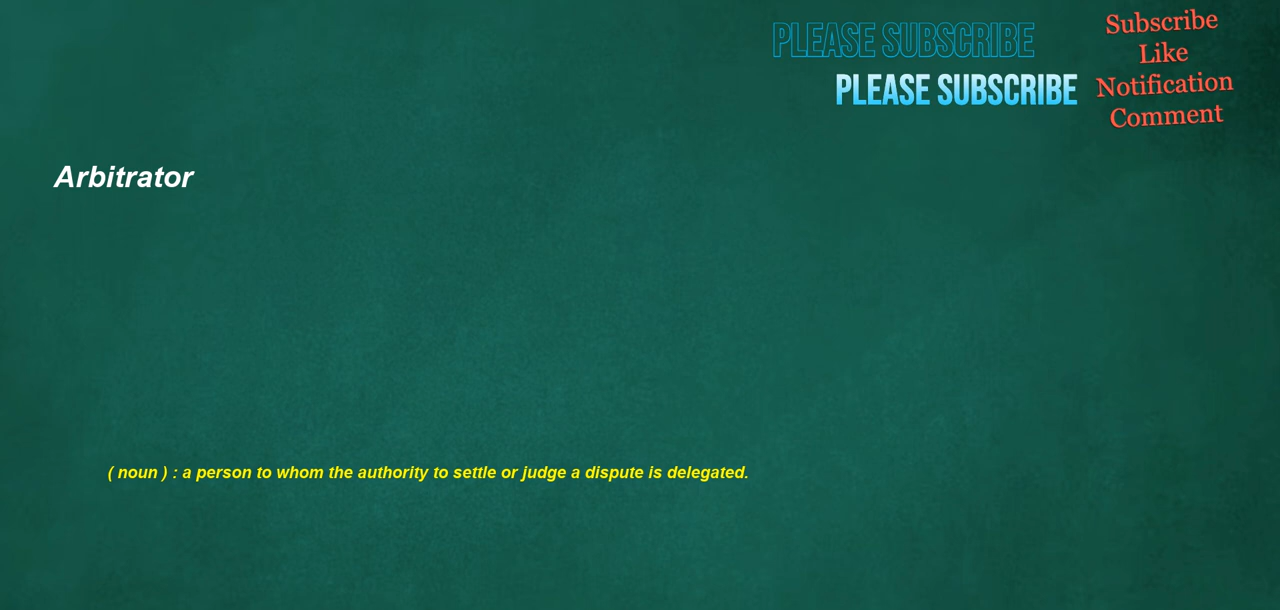 PLEASE SUBSCRIBE
PLEASE SUBSCRIBE
Subscribe
Like
Notification
Comment
Arbitrator
( noun ) : a person to whom the authority to settle or judge a dispute is delegated.